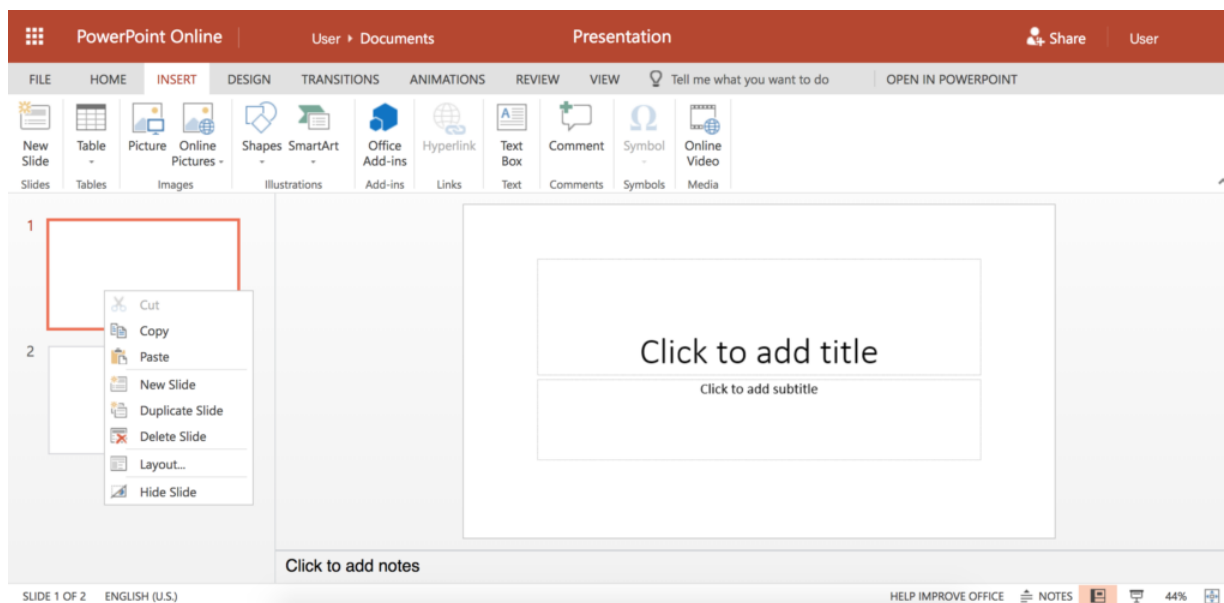 PowerPoint Online User ▸ Documents Presentation Share User
FILE HOME INSERT DESIGN TRANSITIONS ANIMATIONS REVIEW VIEW Tell me what you want to do OPEN IN POWERPOINT
New Slide
Table
Picture
Online Pictures
Shapes
SmartArt
Office Add-ins
Hyperlink
Text Box
Comment
Symbol
Online Video
Slides Tables Images Illustrations Add-ins Links Text Comments Symbols Media
1
Cut
Copy
Paste
New Slide
Duplicate Slide
Delete Slide
Layout...
Hide Slide
2
Click to add title
Click to add subtitle
Click to add notes
SLIDE 1 OF 2 ENGLISH (U.S.) HELP IMPROVE OFFICE NOTES 44%